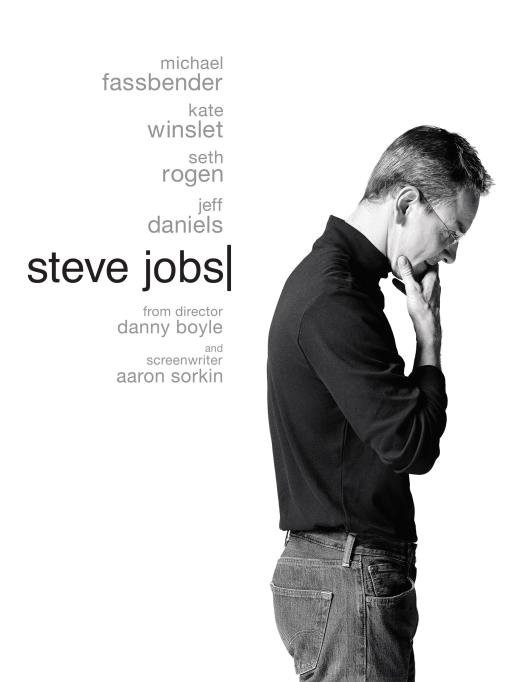 michael
fassbender
kate
winslet
seth
rogen
jeff
daniels
steve jobs|
from director
danny boyle
and
screenwriter
aaron sorkin